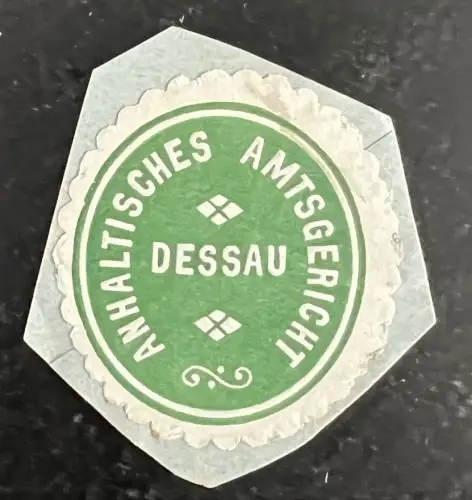 ANHALTISCHES AMTSGERICHT
DESSAU